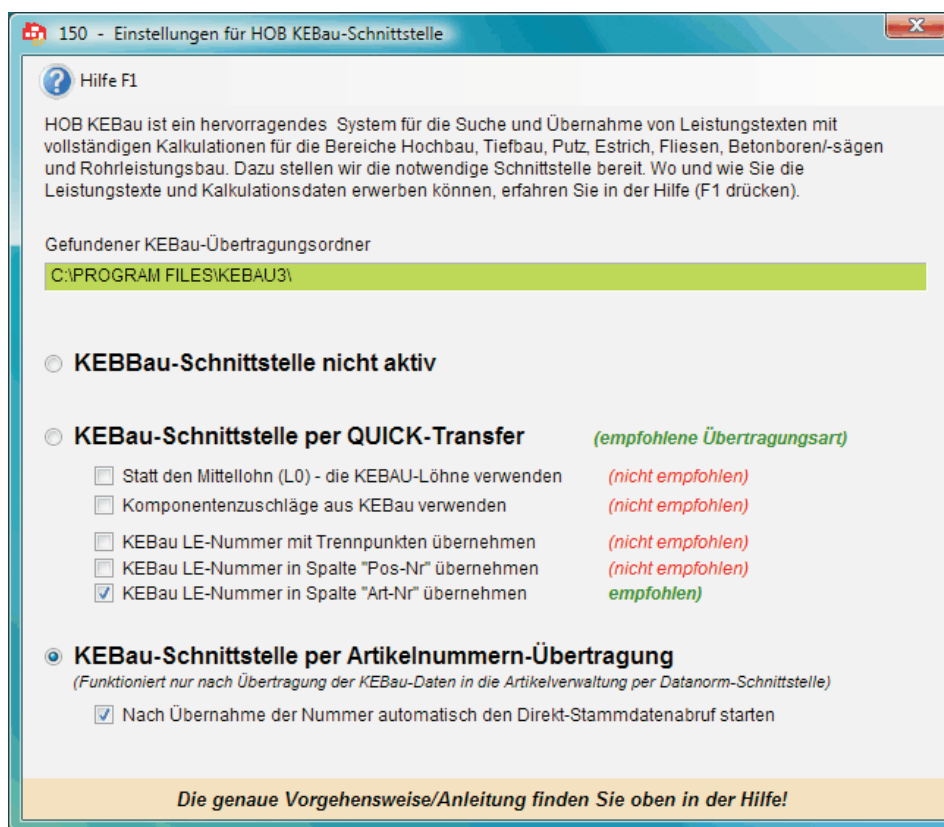 150 - Einstellungen für HOB KEBau-Schnittstelle
Hilfe F1
HOB KEBau ist ein hervorragendes System für die Suche und Übernahme von Leistungstexten mit
vollständigen Kalkulationen für die Bereiche Hochbau, Tiefbau, Putz, Estrich, Fliesen, Betonboren/-sägen
und Rohrleistungsbau. Dazu stellen wir die notwendige Schnittstelle bereit. Wo und wie Sie die
Leistungstexte und Kalkulationsdaten erwerben können, erfahren Sie in der Hilfe (F1 drücken).
Gefundener KEBau-Übertragungsordner
C:\PROGRAM FILES\KEBAU3\
KEBBau-Schnittstelle nicht aktiv
KEBau-Schnittstelle per QUICK-Transfer (empfohlene Übertragungsart)
Statt den Mittellohn (L0) - die KEBAU-Löhne verwenden (nicht empfohlen)
Komponentenzuschläge aus KEBau verwenden (nicht empfohlen)
KEBau LE-Nummer mit Trennpunkten übernehmen (nicht empfohlen)
KEBau LE-Nummer in Spalte "Pos-Nr" übernehmen (nicht empfohlen)
KEBau LE-Nummer in Spalte "Art-Nr" übernehmen empfohlen)
KEBau-Schnittstelle per Artikelnummern-Übertragung
(Funktioniert nur nach Übertragung der KEBau-Daten in die Artikelverwaltung per Datanorm-Schnittstelle)
Nach Übernahme der Nummer automatisch den Direkt-Stammdatenabruf starten
Die genaue Vorgehensweise/Anleitung finden Sie oben in der Hilfe!